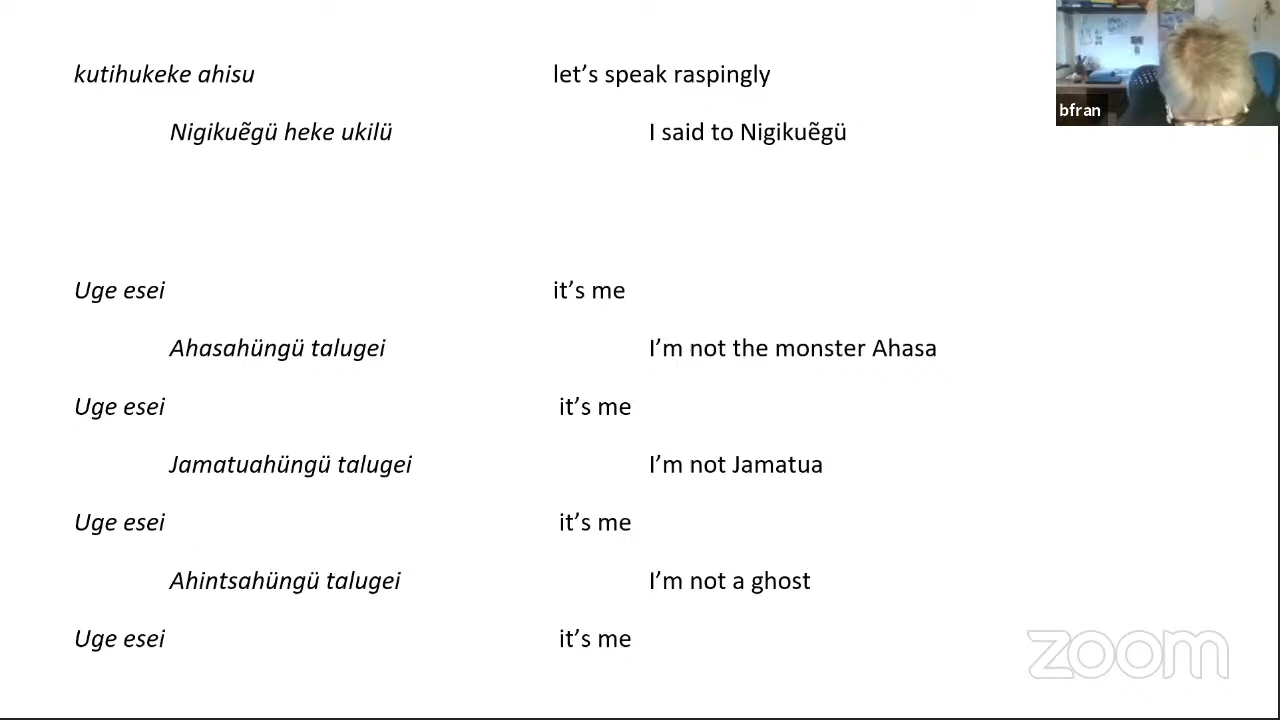 kutihukeke ahisu let’s speak raspingly
Nigikuẽgü heke ukilü I said to Nigikuẽgü
Uge esei it’s me
Ahasahüngü talugei I’m not the monster Ahasa
Uge esei it’s me
Jamatuahüngü talugei I’m not Jamatua
Uge esei it’s me
Ahintsahüngü talugei I’m not a ghost
Uge esei it’s me
bfran
zoom